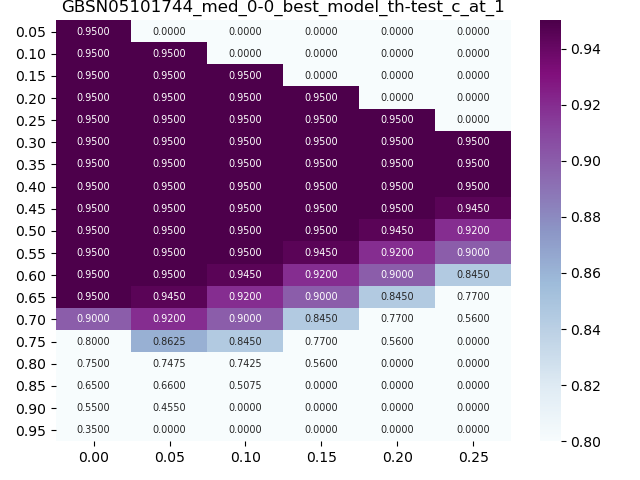 GBSN05101744_med_0-0_best_model_th-test_c_at_1
0.05 0.9500 0.0000 0.0000 0.0000 0.0000 0.0000
0.10 0.9500 0.9500 0.0000 0.0000 0.0000 0.0000
0.15 0.9500 0.9500 0.9500 0.0000 0.0000 0.0000
0.20 0.9500 0.9500 0.9500 0.9500 0.0000 0.0000
0.25 0.9500 0.9500 0.9500 0.9500 0.9500 0.0000
0.30 0.9500 0.9500 0.9500 0.9500 0.9500 0.9500
0.35 0.9500 0.9500 0.9500 0.9500 0.9500 0.9500
0.40 0.9500 0.9500 0.9500 0.9500 0.9500 0.9500
0.45 0.9500 0.9500 0.9500 0.9500 0.9500 0.9450
0.50 0.9500 0.9500 0.9500 0.9500 0.9450 0.9200
0.55 0.9500 0.9500 0.9500 0.9450 0.9200 0.9000
0.60 0.9500 0.9500 0.9450 0.9200 0.9000 0.8450
0.65 0.9500 0.9450 0.9200 0.9000 0.8450 0.7700
0.70 0.9000 0.9200 0.9000 0.8450 0.7700 0.5600
0.75 0.8000 0.8625 0.8450 0.7700 0.5600 0.0000
0.80 0.7500 0.7475 0.7425 0.5600 0.0000 0.0000
0.85 0.6500 0.6600 0.5075 0.0000 0.0000 0.0000
0.90 0.5500 0.4550 0.0000 0.0000 0.0000 0.0000
0.95 0.3500 0.0000 0.0000 0.0000 0.0000 0.0000
0.00 0.05 0.10 0.15 0.20 0.25
0.94
0.92
0.90
0.88
0.86
0.84
0.82
0.80